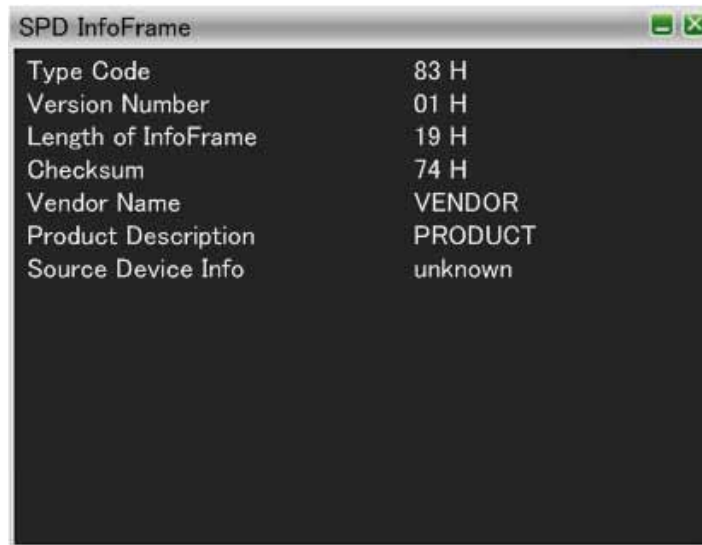 SPD InfoFrame
Type Code 83 H
Version Number 01 H
Length of InfoFrame 19 H
Checksum 74 H
Vendor Name VENDOR
Product Description PRODUCT
Source Device Info unknown